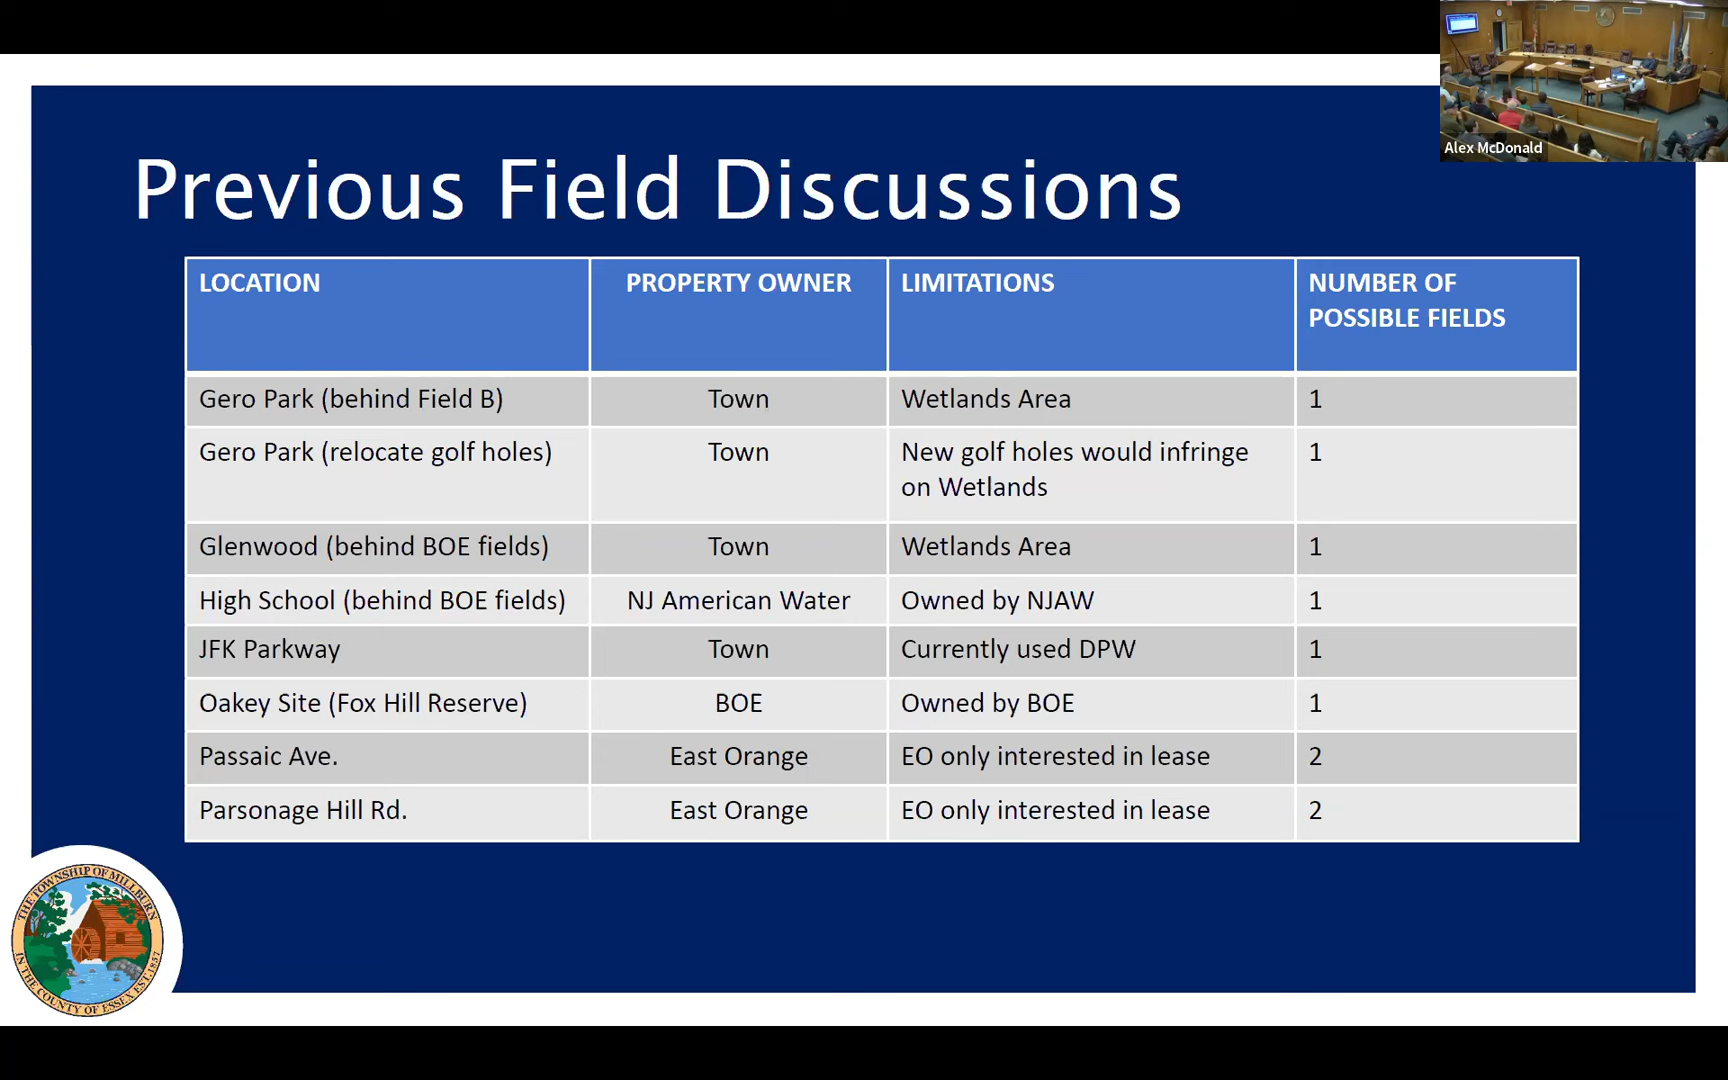 Alex McDonald
Previous Field Discussions
LOCATION PROPERTY OWNER LIMITATIONS NUMBER OF
POSSIBLE FIELDS
Gero Park (behind Field B) Town Wetlands Area 1
Gero Park (relocate golf holes) Town New golf holes would infringe 1
on Wetlands
Glenwood (behind BOE fields) Town Wetlands Area 1
High School (behind BOE fields) NJ American Water Owned by NJAW 1
JFK Parkway Town Currently used DPW 1
Oakey Site (Fox Hill Reserve) BOE Owned by BOE 1
Passaic Ave. East Orange EO only interested in lease 2
Parsonage Hill Rd. East Orange EO only interested in lease 2
THE TOWNSHIP OF MILLBURN
IN THE COUNTY OF ESSEX EST. 1857